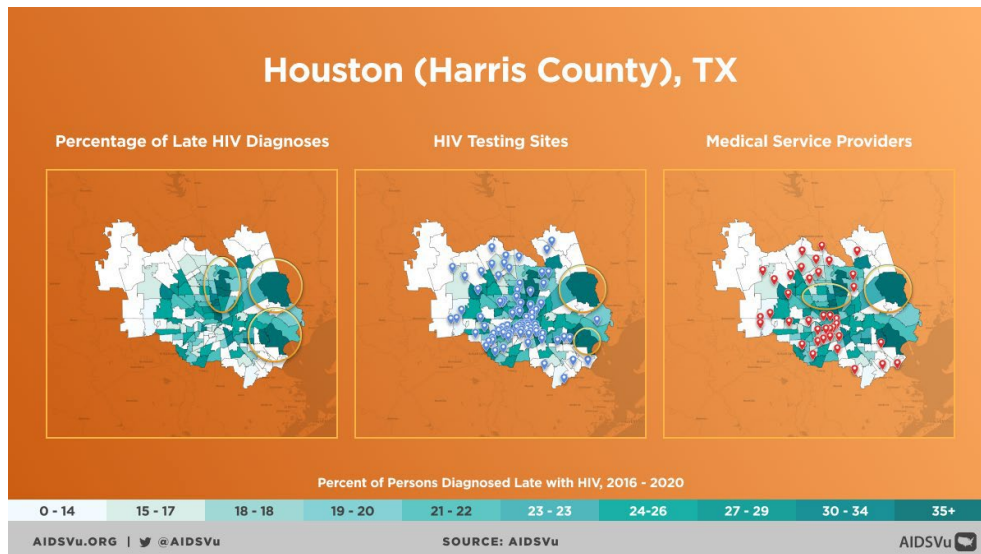 Houston (Harris County), TX
Percentage of Late HIV Diagnoses
HIV Testing Sites
Medical Service Providers
Percent of Persons Diagnosed Late with HIV, 2016 - 2020
0 - 14 15 - 17 18 - 18 19 - 20 21 - 22 23 - 23 24-26 27 - 29 30 - 34 35+
AIDSVu.ORG | @AIDSVu SOURCE: AIDSVu AIDSVu